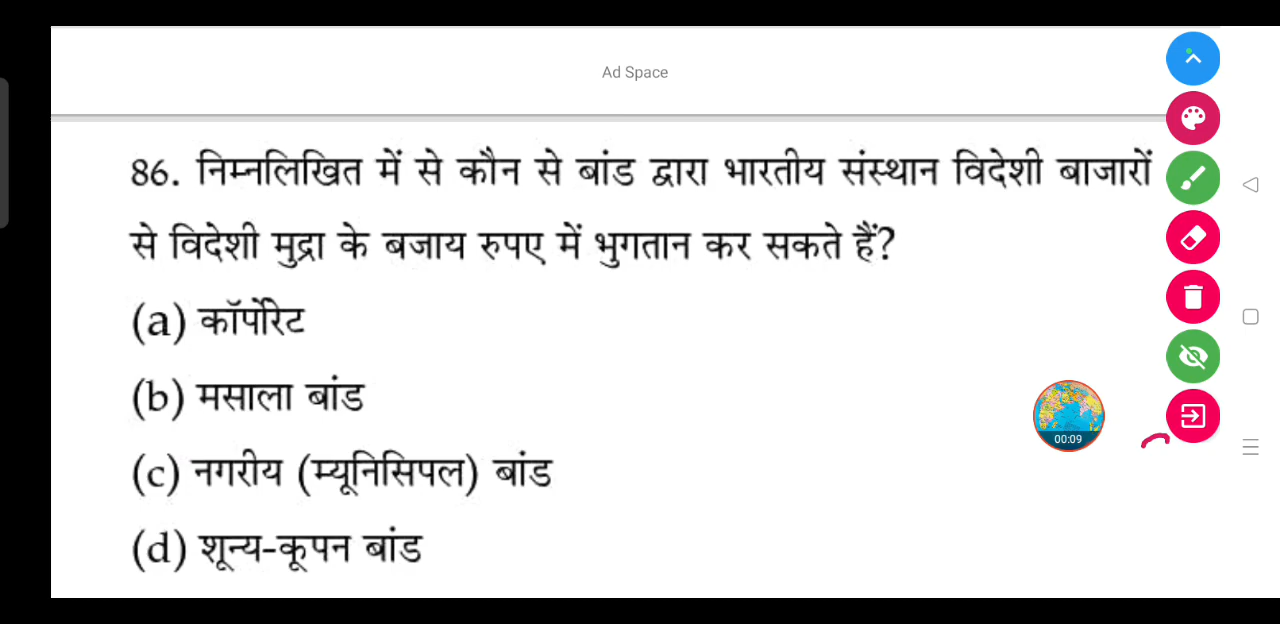 Ad Space
86. निम्नलिखित में से कौन से बांड द्वारा भारतीय संस्थान विदेशी बाजारों
से विदेशी मुद्रा के बजाय रुपए में भुगतान कर सकते हैं?
(a) कॉर्पोरेट
(b) मसाला बांड
(c) नगरीय (म्यूनिसिपल) बांड
(d) शून्य-कूपन बांड
00:09